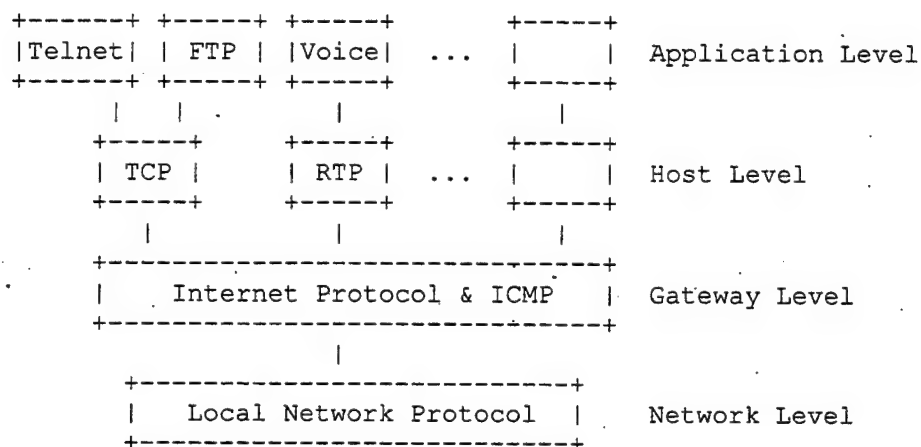 +------+ +-----+ +-----+       +-----+
|Telnet| | FTP | |Voice|  ...  |     |  Application Level
+------+ +-----+ +-----+       +-----+
      |   |         |             |
     +-----+     +-----+       +-----+
     | TCP |     | RTP |  ...  |     |  Host Level
     +-----+     +-----+       +-----+
        |           |             |
     +-------------------------------+
     |    Internet Protocol & ICMP   |  Gateway Level
     +-------------------------------+
                    |
       +---------------------------+
       |   Local Network Protocol  |    Network Level
       +---------------------------+